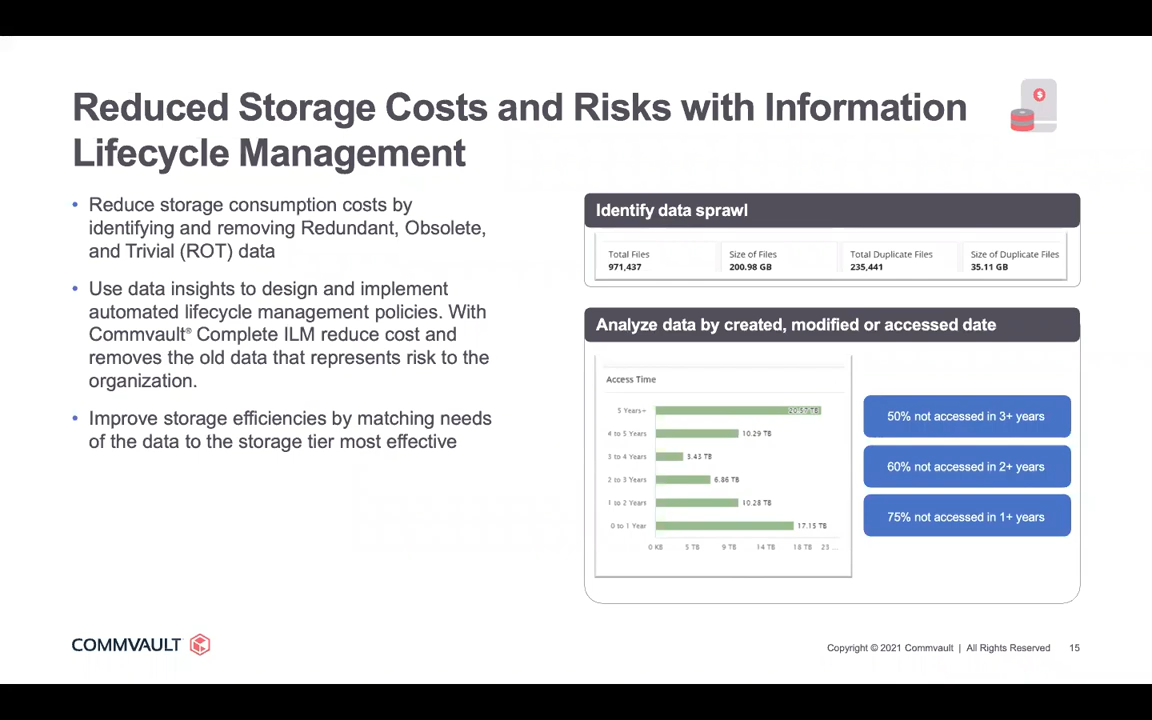 Reduced Storage Costs and Risks with Information
Lifecycle Management
• Reduce storage consumption costs by
identifying and removing Redundant, Obsolete,
and Trivial (ROT) data
• Use data insights to design and implement
automated lifecycle management policies. With
Commvault® Complete ILM reduce cost and
removes the old data that represents risk to the
organization.
• Improve storage efficiencies by matching needs
of the data to the storage tier most effective
$
Identify data sprawl
Total Files
971,437
Size of Files
200.98 GB
Total Duplicate Files
235,441
Size of Duplicate Files
35.11 GB
Analyze data by created, modified or accessed date
Access Time
5 Years+ 20.57 TB
4 to 5 Years 10.29 TB
3 to 4 Years 3.43 TB
2 to 3 Years 6.86 TB
1 to 2 Years 10.28 TB
0 to 1 Year 17.15 TB
0 KB 5 TB 9 TB 14 TB 18 TB 23 ...
50% not accessed in 3+ years
60% not accessed in 2+ years
75% not accessed in 1+ years
COMMVAULT
Copyright © 2021 Commvault | All Rights Reserved 15